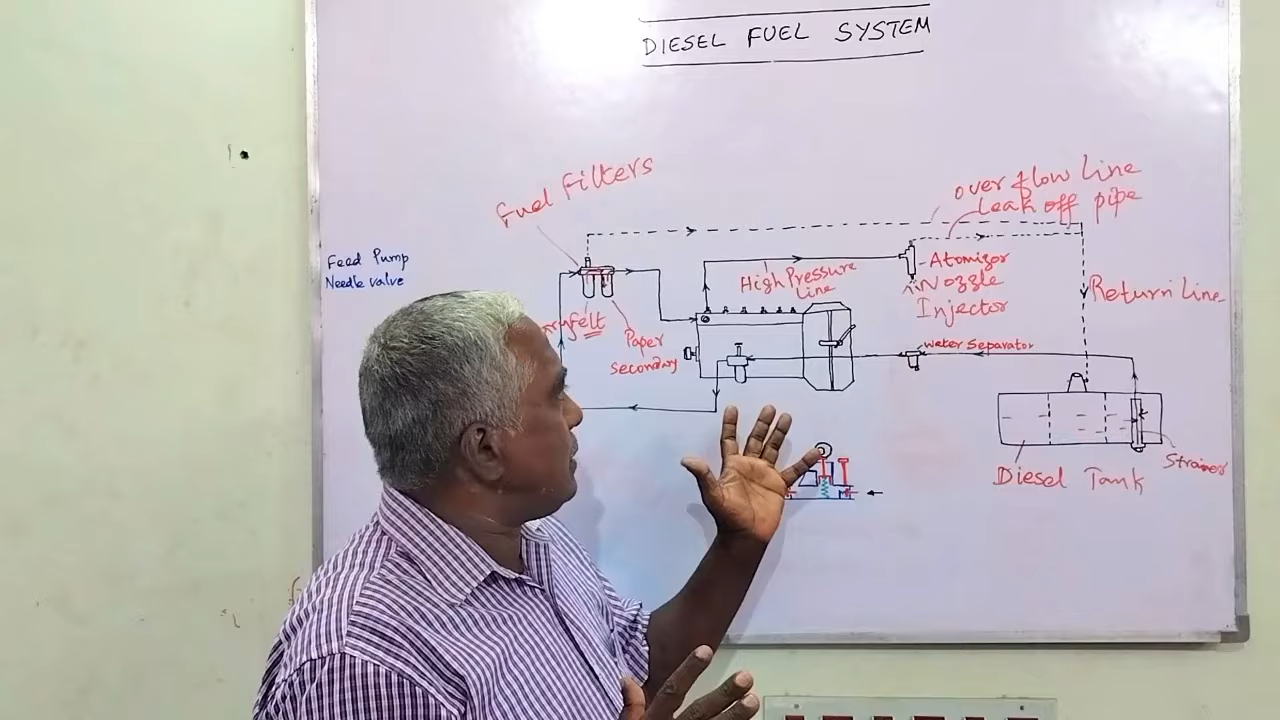 DIESEL FUEL SYSTEM
Fuel Filters
over flow line
Leak off pipe
Feed Pump
Needle valve
High Pressure
Line
Atomizor
Nozzle
Injector
Return Line
felt
Paper
secondary
water Separator
Diesel Tank
Strainer